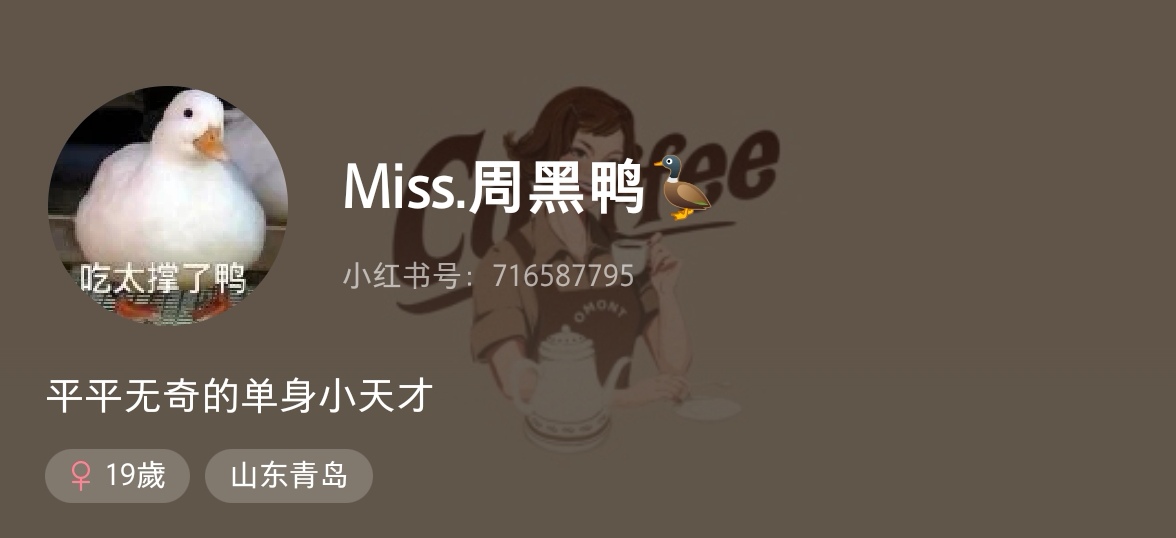 Coffee
Miss.周黑鸭🦆
小红书号：716587795
OMONT
吃太撑了鸭
平平无奇的单身小天才
♀ 19歲
山东青岛